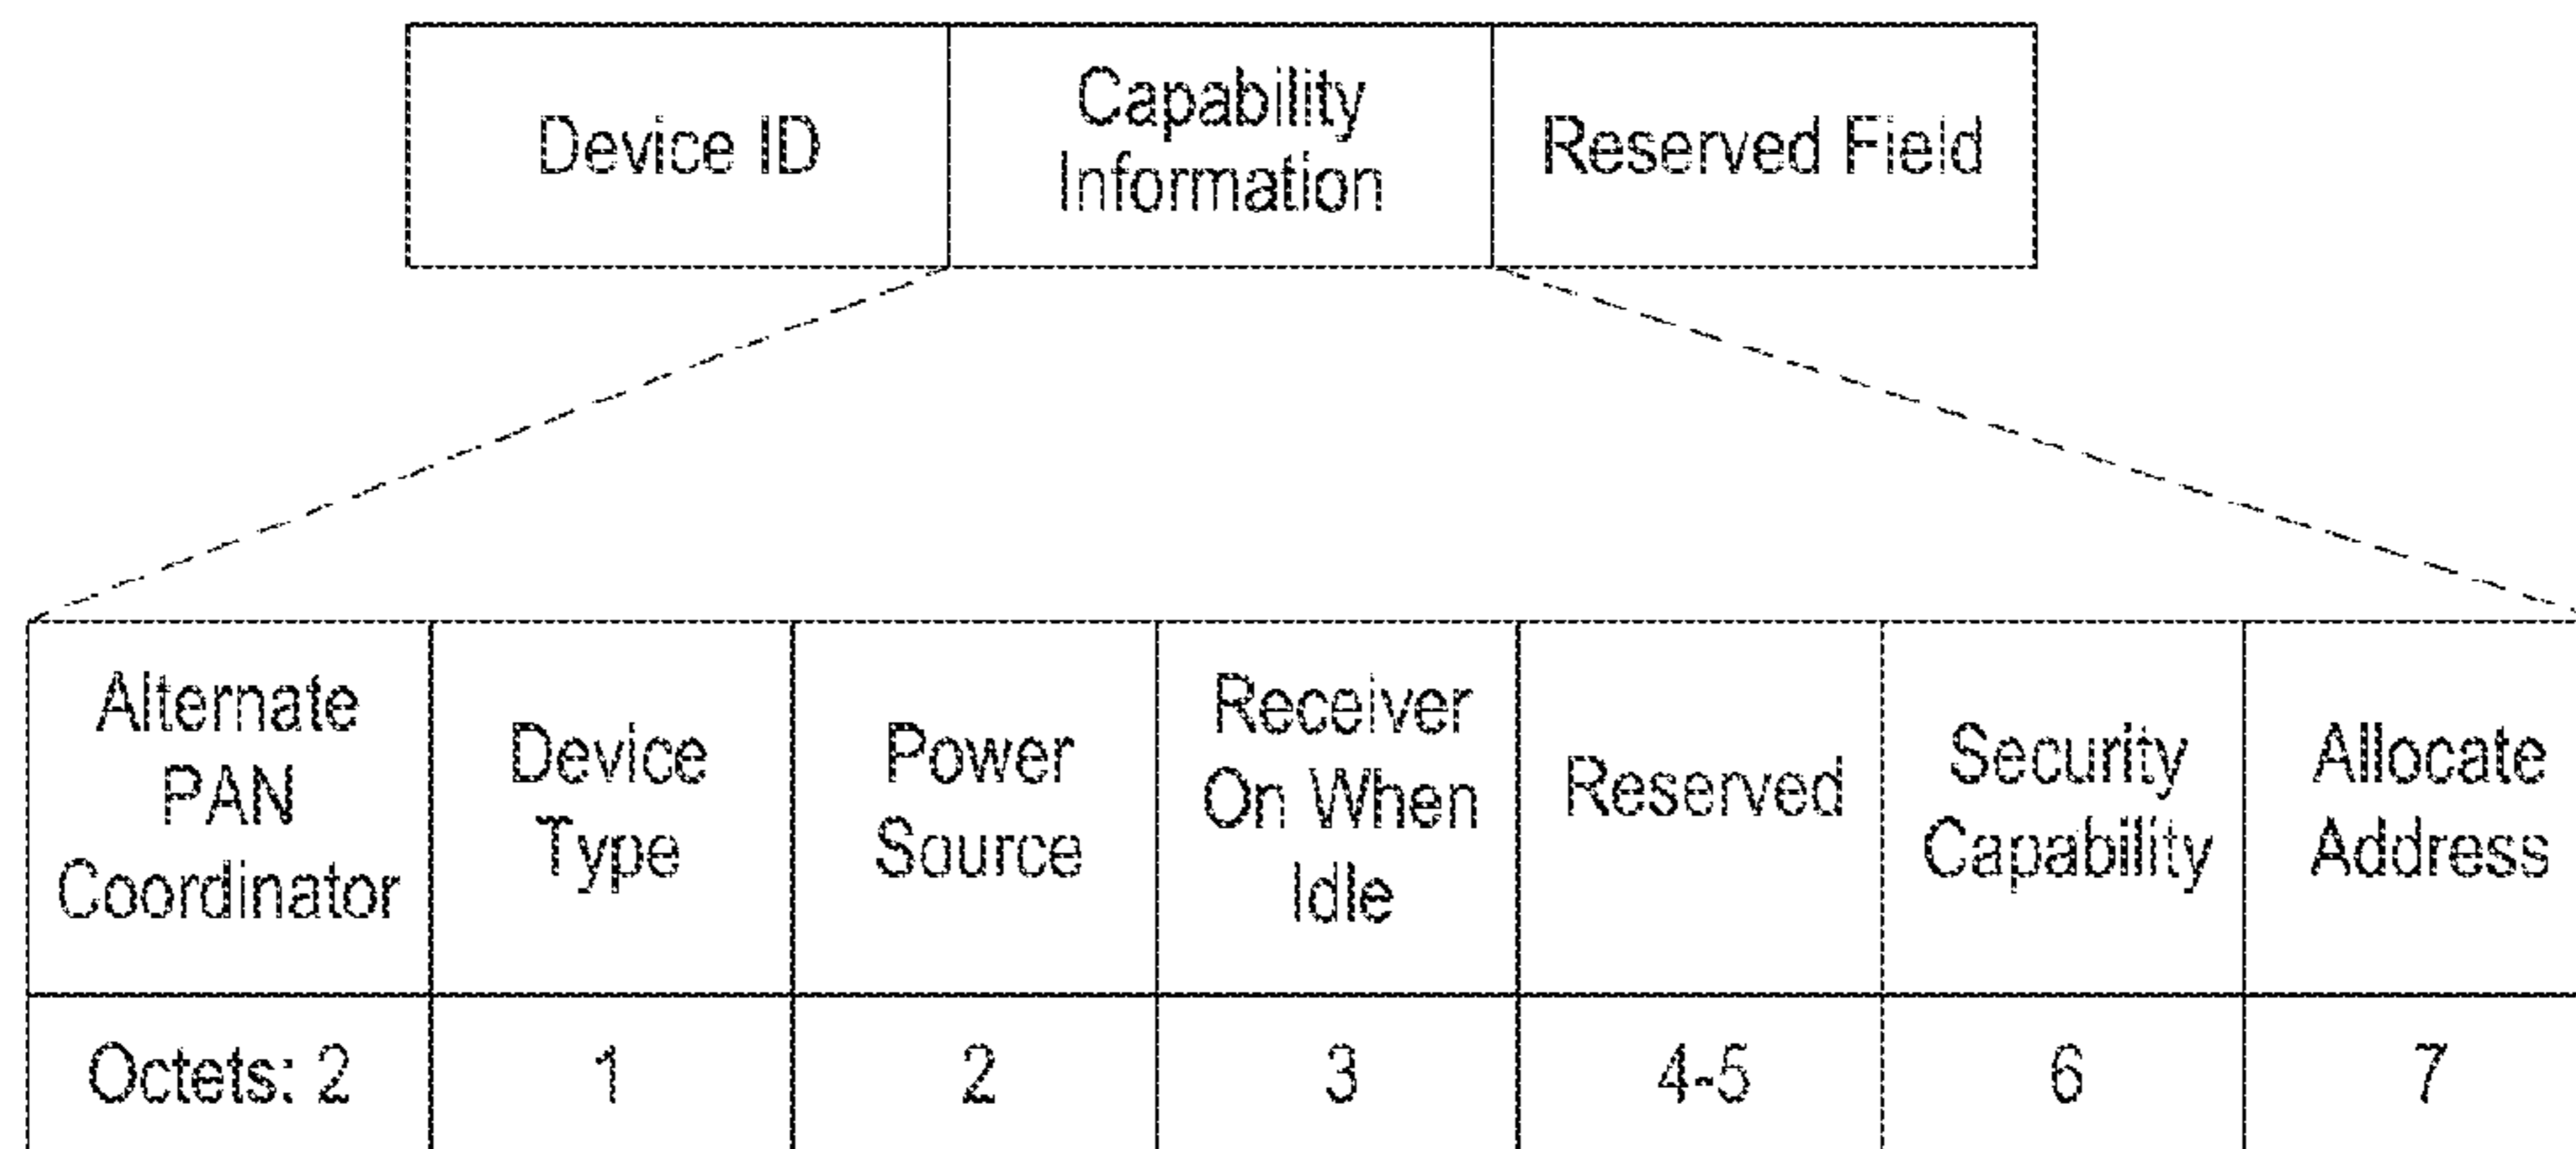 Device ID
Capability
Information
Reserved Field
Alternate
PAN
Coordinator
Device
Type
Power
Source
Receiver
On When
Idle
Reserved
Security
Capability
Allocate
Address
Octets: 2
1
2
3
4-5
6
7